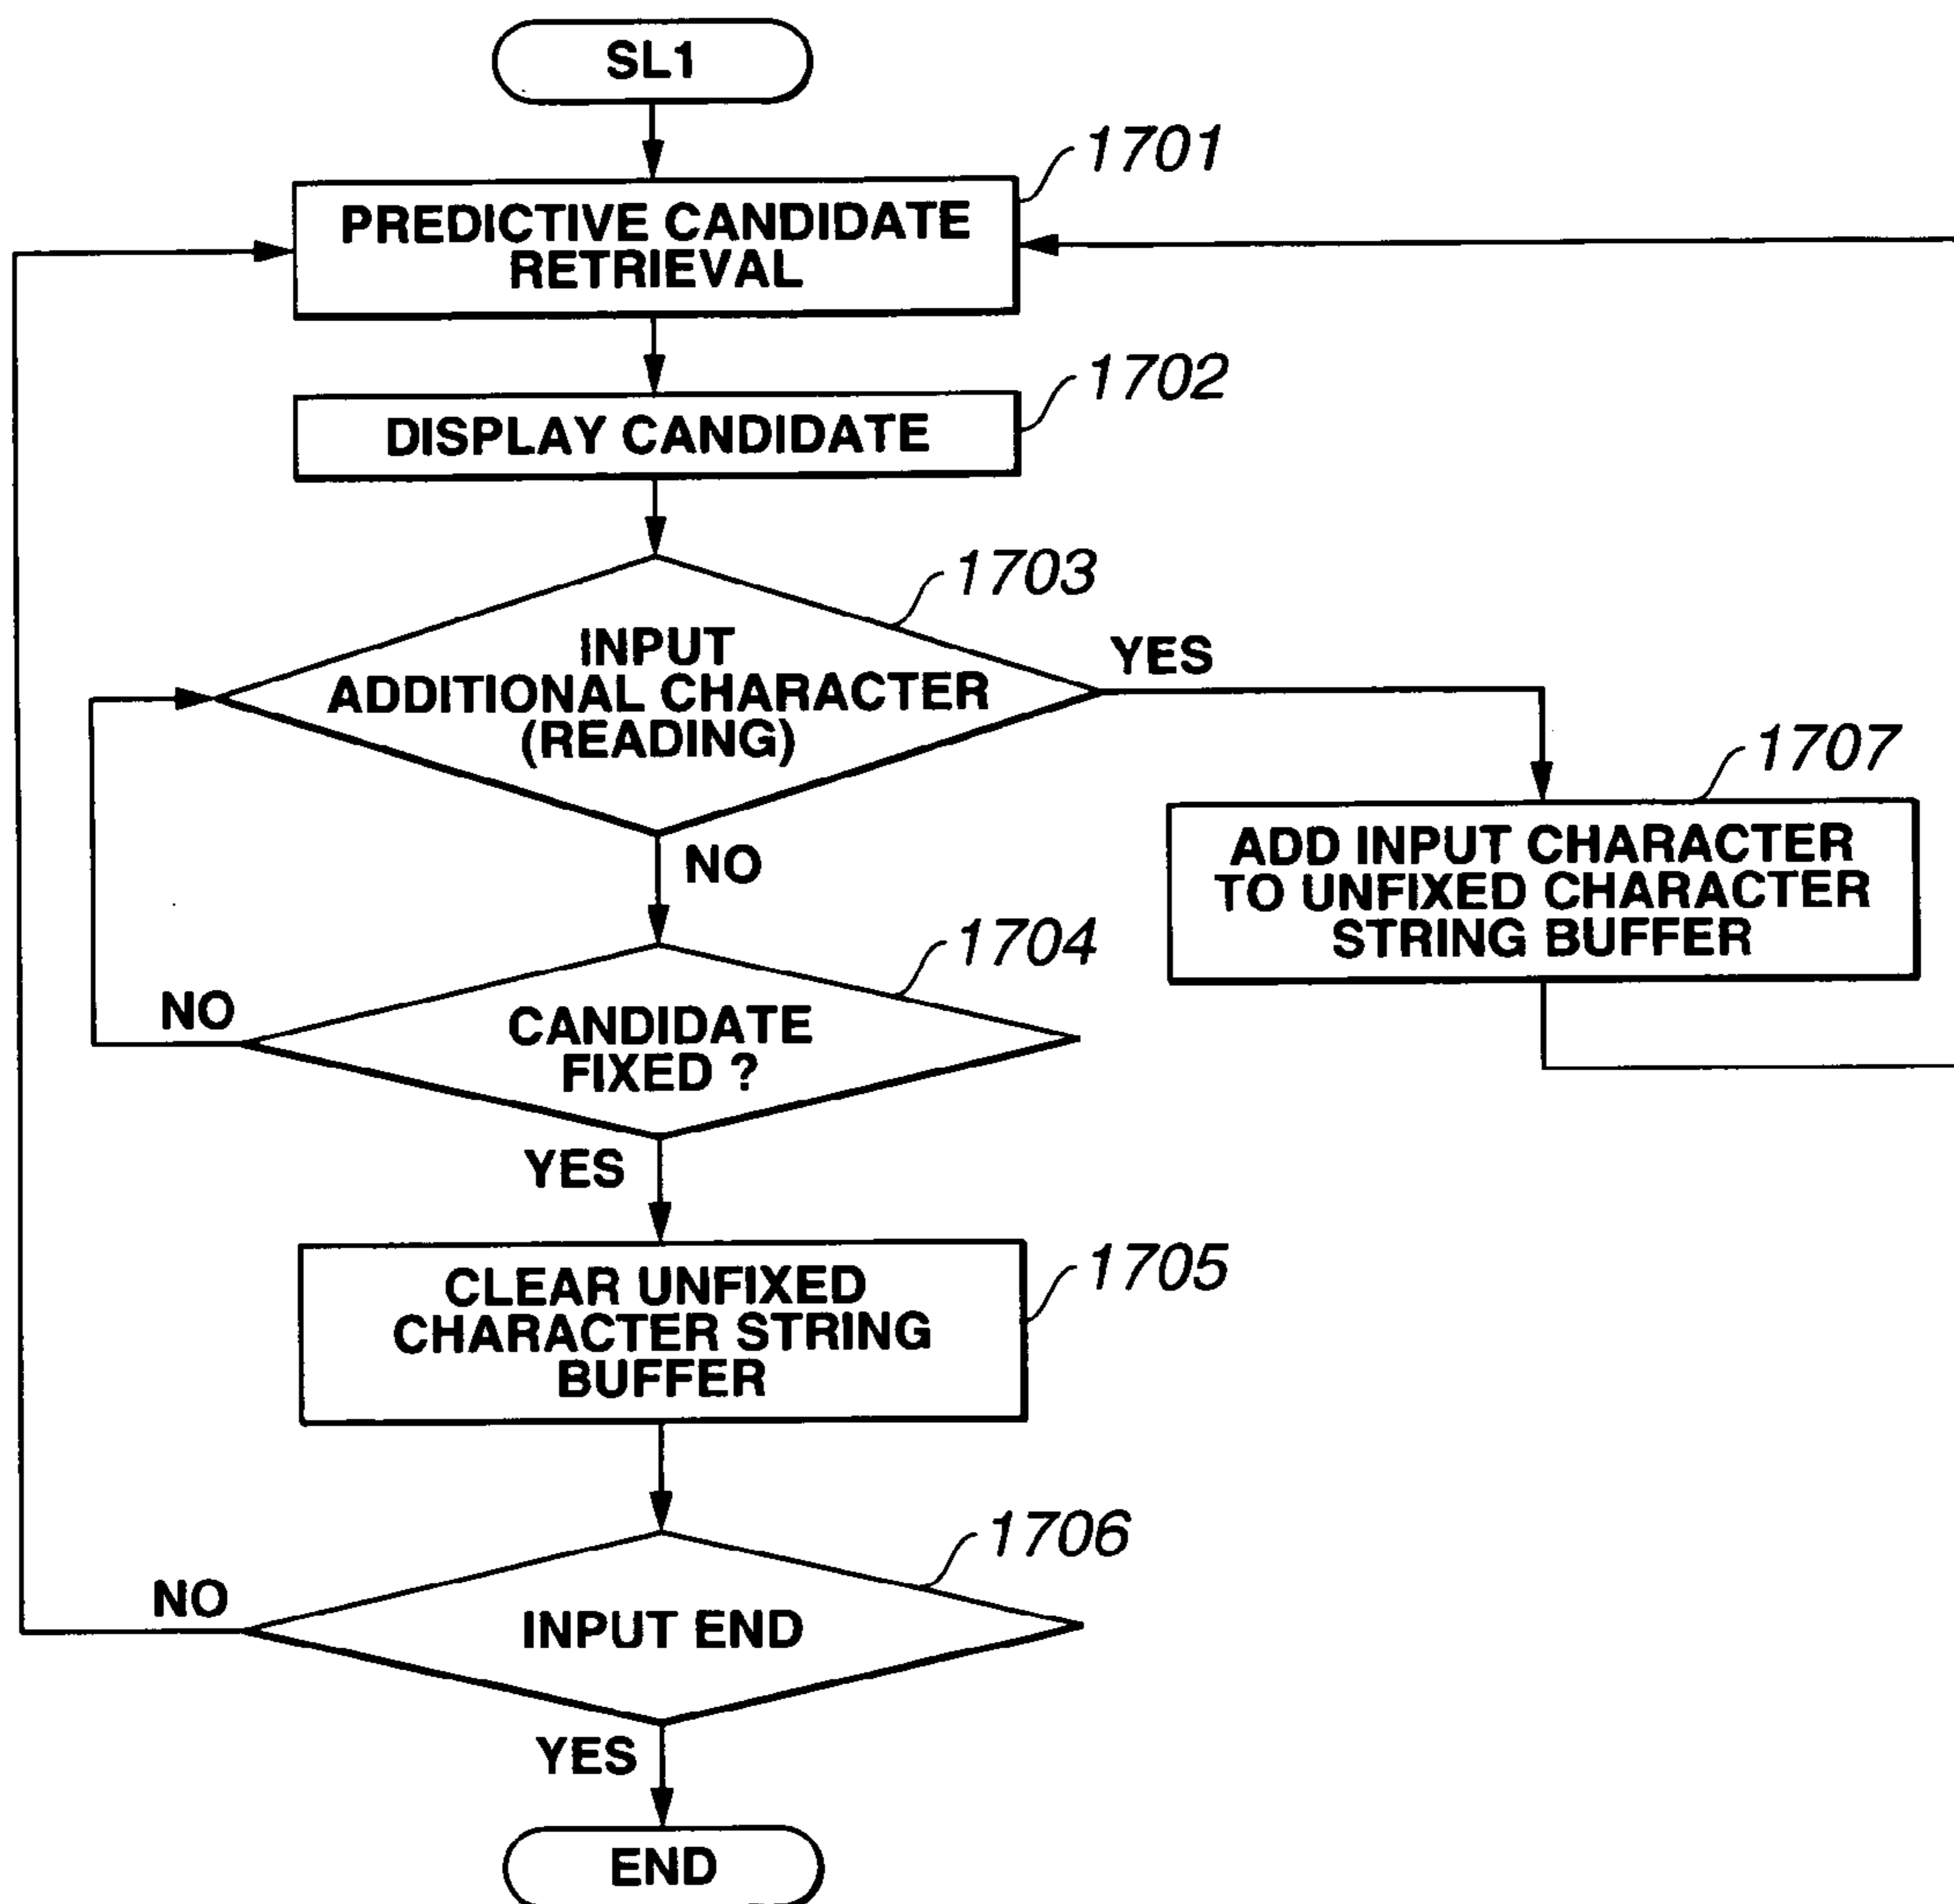 SL1
1701
PREDICTIVE CANDIDATE
RETRIEVAL
1702
DISPLAY CANDIDATE
1703
INPUT
ADDITIONAL CHARACTER
(READING)
YES
NO
1707
ADD INPUT CHARACTER
TO UNFIXED CHARACTER
STRING BUFFER
1704
CANDIDATE
FIXED ?
NO
YES
1705
CLEAR UNFIXED
CHARACTER STRING
BUFFER
1706
INPUT END
NO
YES
END